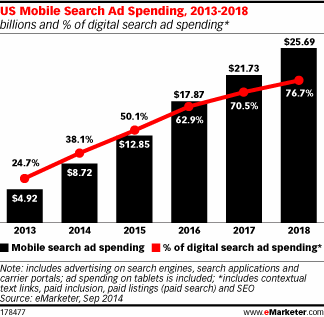 US Mobile Search Ad Spending, 2013-2018
billions and % of digital search ad spending*
$25.69
$21.73
$17.87
76.7%
50.1%
70.5%
62.9%
38.1%
$12.85
24.7%
$8.72
$4.92
2013 2014 2015 2016 2017 2018
Mobile search ad spending % of digital search ad spending*
Note: includes advertising on search engines, search applications and
carrier portals; ad spending on tablets is included; *includes contextual
text links, paid inclusion, paid listings (paid search) and SEO
Source: eMarketer, Sep 2014
178477 www.eMarketer.com